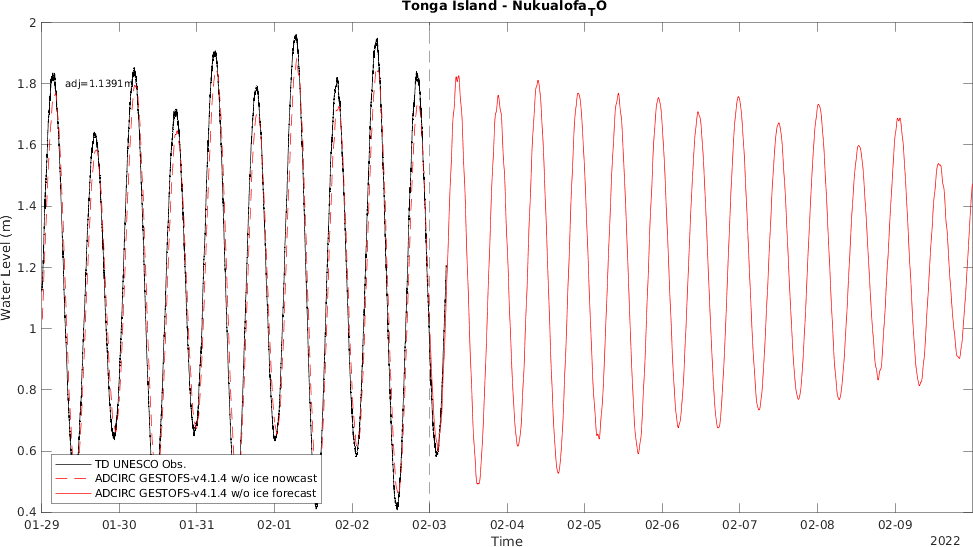 Tonga Island - Nukualofa_TO
2
1.8
1.6
1.4
1.2
1
0.8
0.6
0.4
Water Level (m)
adj=1.1391m
TD UNESCO Obs.
ADCIRC GESTOFS-v4.1.4 w/o ice nowcast
ADCIRC GESTOFS-v4.1.4 w/o ice forecast
01-29 01-30 01-31 02-01 02-02 02-03 02-04 02-05 02-06 02-07 02-08 02-09
Time
2022